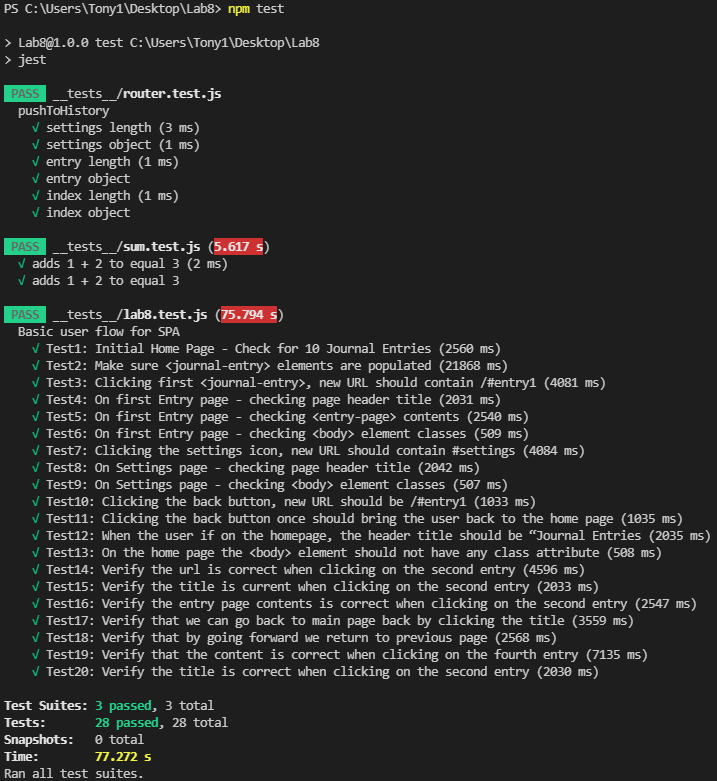 PS C:\Users\Tony1\Desktop\Lab8> npm test
> Lab8@1.0.0 test C:\Users\Tony1\Desktop\Lab8
> jest
PASS __tests__/router.test.js
pushToHistory
√ settings length (3 ms)
√ settings object (1 ms)
√ entry length (1 ms)
√ entry object
√ index length (1 ms)
√ index object
PASS __tests__/sum.test.js (5.617 s)
√ adds 1 + 2 to equal 3 (2 ms)
√ adds 1 + 2 to equal 3
PASS __tests__/lab8.test.js (75.794 s)
Basic user flow for SPA
√ Test1: Initial Home Page - Check for 10 Journal Entries (2560 ms)
√ Test2: Make sure <journal-entry> elements are populated (21868 ms)
√ Test3: Clicking first <journal-entry>, new URL should contain /#entry1 (4081 ms)
√ Test4: On first Entry page - checking page header title (2031 ms)
√ Test5: On first Entry page - checking <entry-page> contents (2540 ms)
√ Test6: On first Entry page - checking <body> element classes (509 ms)
√ Test7: Clicking the settings icon, new URL should contain #settings (4084 ms)
√ Test8: On Settings page - checking page header title (2042 ms)
√ Test9: On Settings page - checking <body> element classes (507 ms)
√ Test10: Clicking the back button, new URL should be /#entry1 (1033 ms)
√ Test11: Clicking the back button once should bring the user back to the home page (1035 ms)
√ Test12: When the user if on the homepage, the header title should be “Journal Entries (2035 ms)
√ Test13: On the home page the <body> element should not have any class attribute (508 ms)
√ Test14: Verify the url is correct when clicking on the second entry (4596 ms)
√ Test15: Verify the title is current when clicking on the second entry (2033 ms)
√ Test16: Verify the entry page contents is correct when clicking on the second entry (2547 ms)
√ Test17: Verify that we can go back to main page back by clicking the title (3559 ms)
√ Test18: Verify that by going forward we return to previous page (2568 ms)
√ Test19: Verify that the content is correct when clicking on the fourth entry (7135 ms)
√ Test20: Verify the title is correct when clicking on the second entry (2030 ms)
Test Suites: 3 passed, 3 total
Tests: 28 passed, 28 total
Snapshots: 0 total
Time: 77.272 s
Ran all test suites.